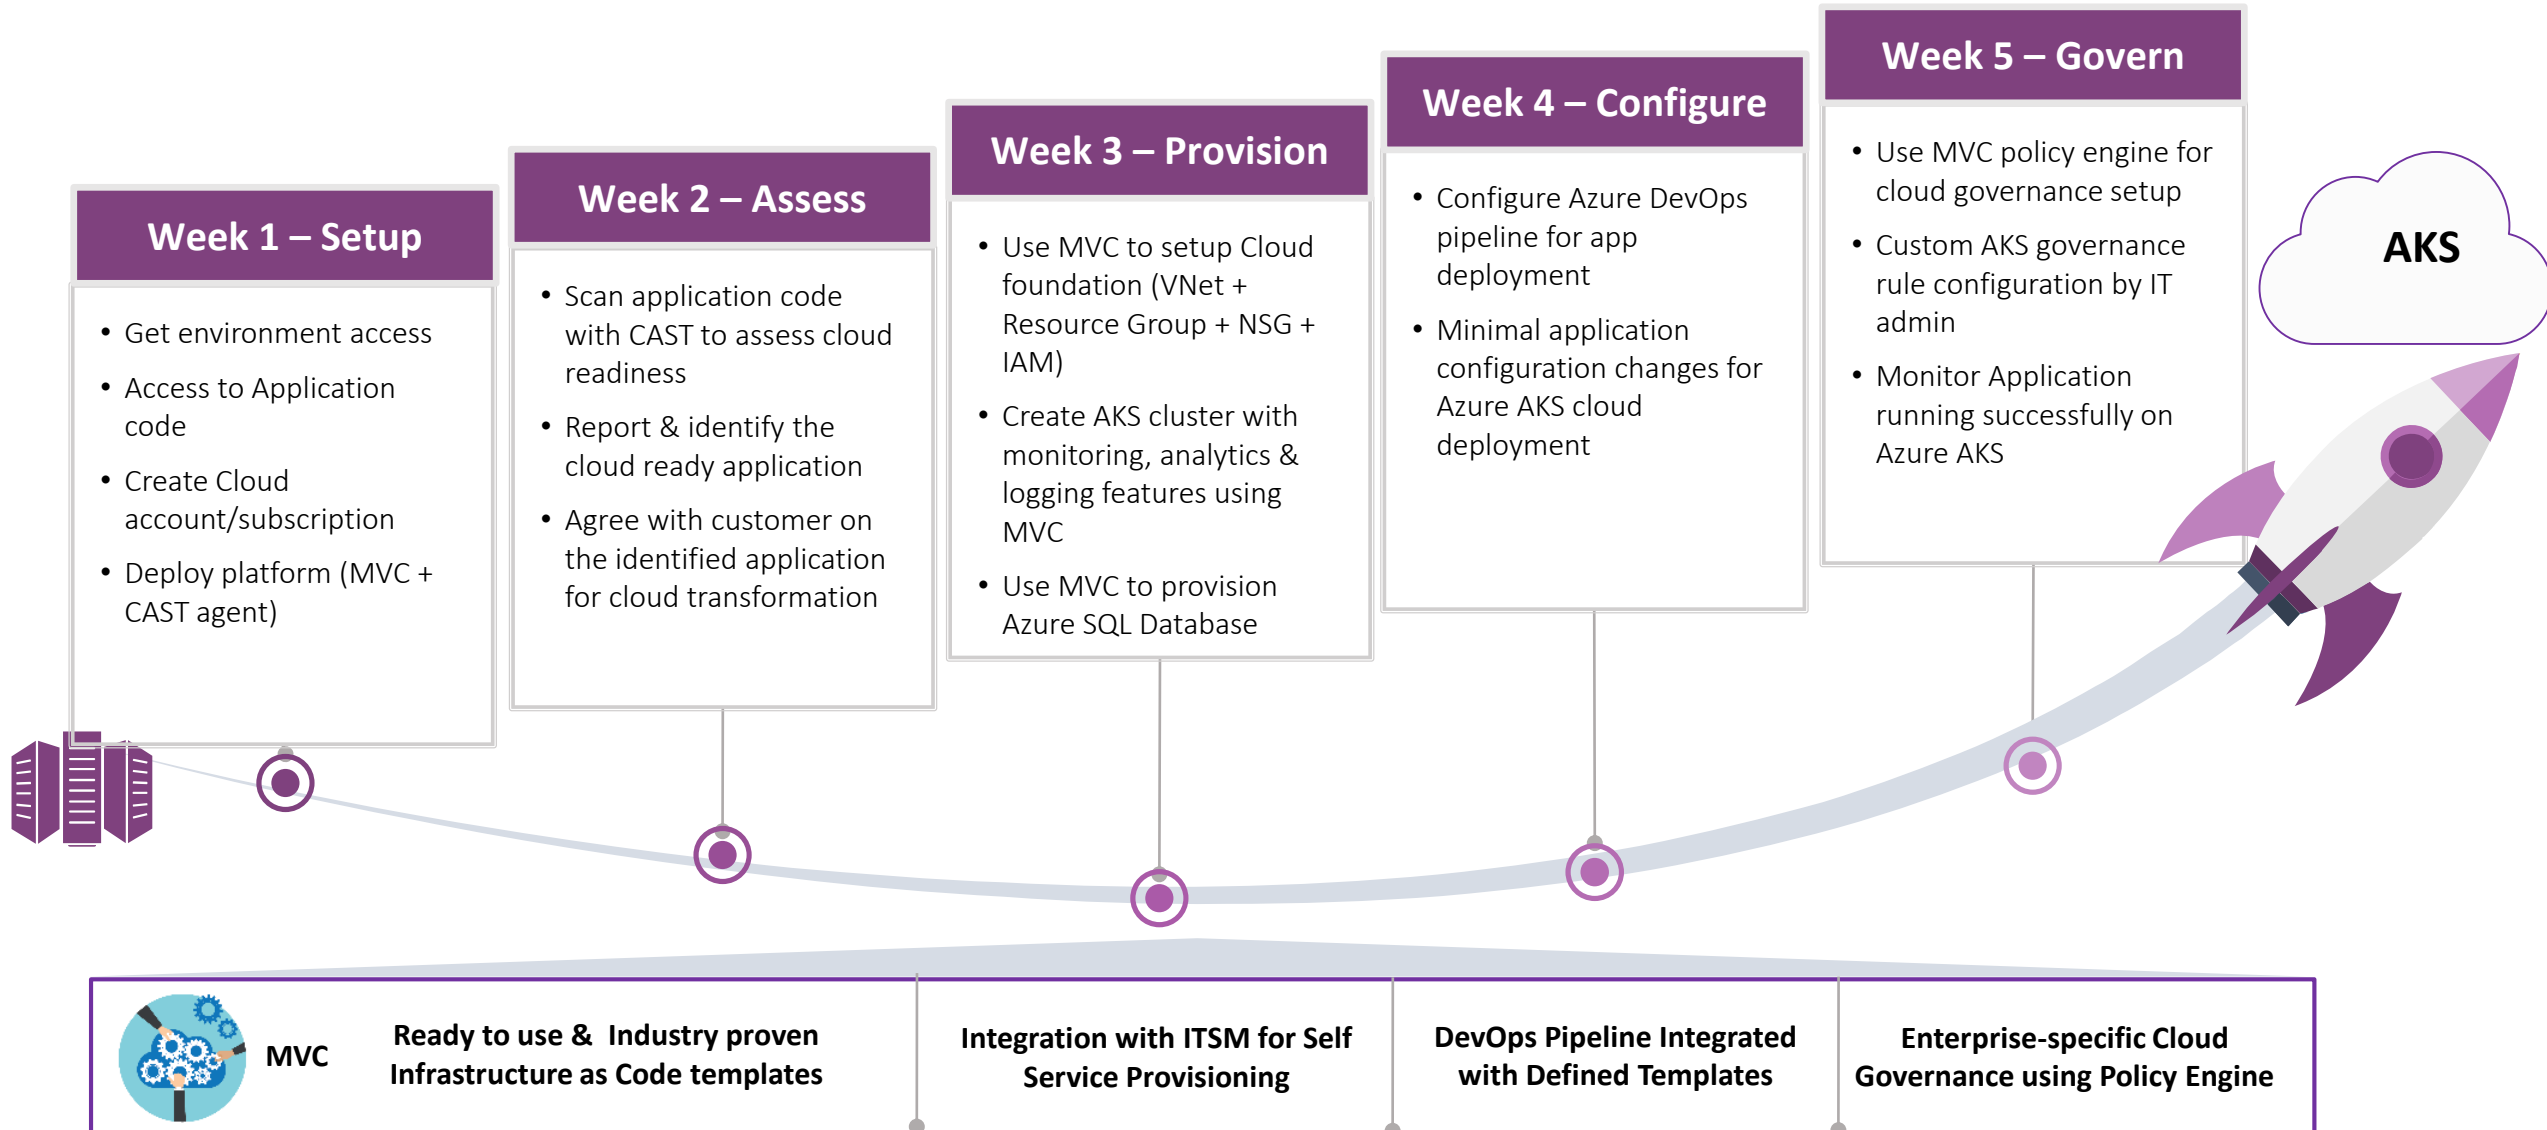 Week 1 – Setup
• Get environment access
• Access to Application
code
• Create Cloud
account/subscription
• Deploy platform (MVC +
CAST agent)
Week 2 – Assess
• Scan application code
with CAST to assess cloud
readiness
• Report & identify the
cloud ready application
• Agree with customer on
the identified application
for cloud transformation
Week 3 – Provision
• Use MVC to setup Cloud
foundation (VNet +
Resource Group + NSG +
IAM)
• Create AKS cluster with
monitoring, analytics &
logging features using
MVC
• Use MVC to provision
Azure SQL Database
Week 4 – Configure
• Configure Azure DevOps
pipeline for app
deployment
• Minimal application
configuration changes for
Azure AKS cloud
deployment
Week 5 – Govern
• Use MVC policy engine for
cloud governance setup
• Custom AKS governance
rule configuration by IT
admin
• Monitor Application
running successfully on
Azure AKS
AKS
MVC
Ready to use & Industry proven
Infrastructure as Code templates
Integration with ITSM for Self
Service Provisioning
DevOps Pipeline Integrated
with Defined Templates
Enterprise-specific Cloud
Governance using Policy Engine